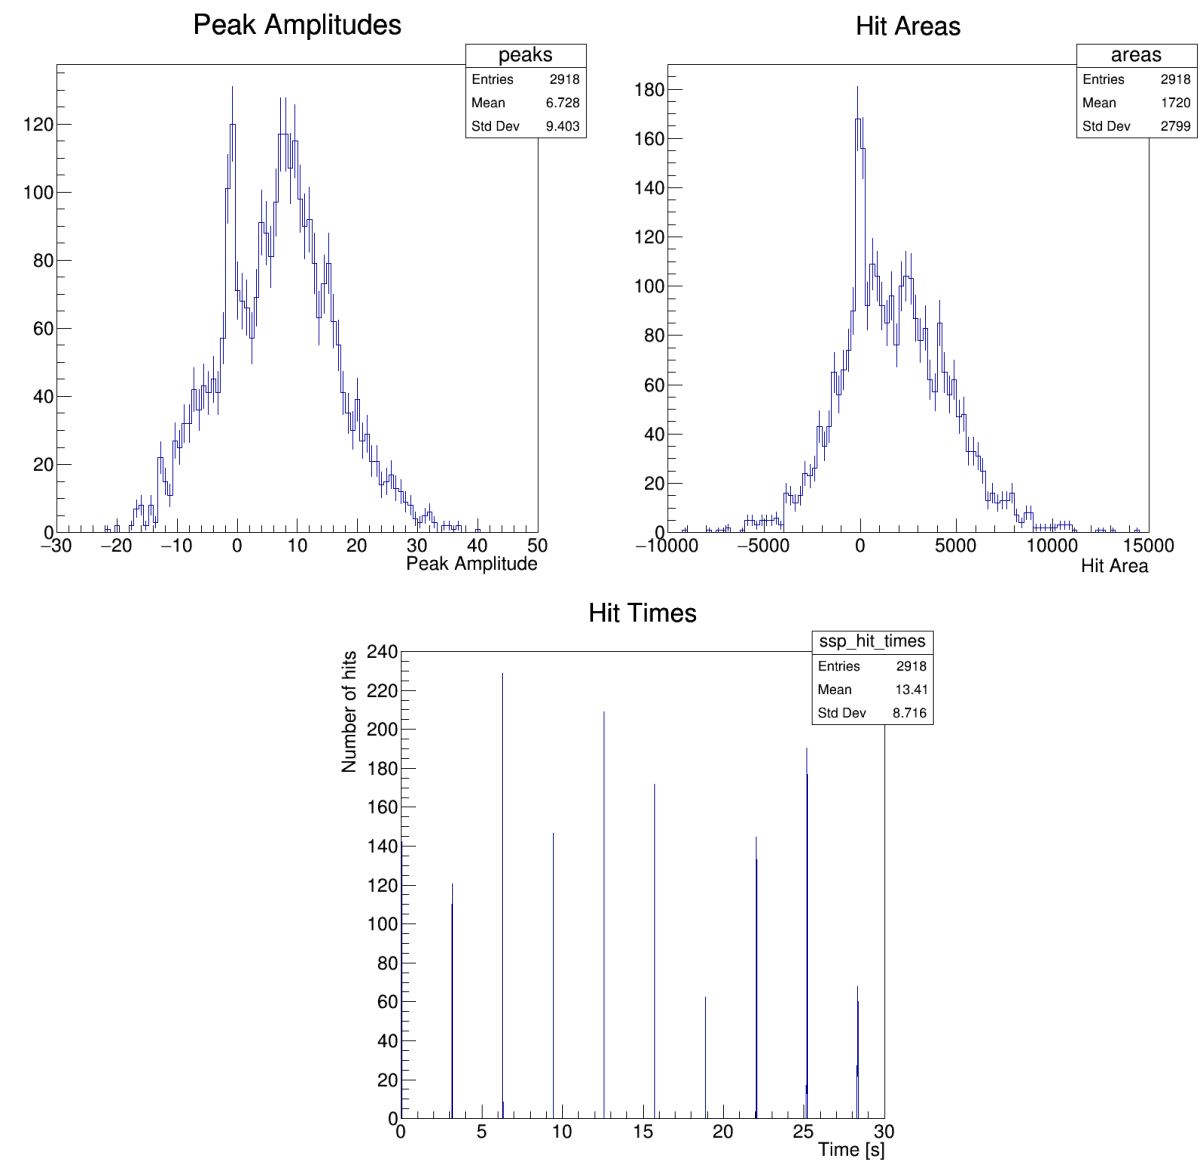 Peak Amplitudes
peaks
Entries 2918
Mean 6.728
Std Dev 9.403
120
100
80
60
40
20
0
−30 −20 −10 0 10 20 30 40 50
Peak Amplitude
Hit Areas
areas
Entries 2918
Mean 1720
Std Dev 2799
180
160
140
120
100
80
60
40
20
0
−10000 −5000 0 5000 10000 15000
Hit Area
Hit Times
ssp_hit_times
Entries 2918
Mean 13.41
Std Dev 8.716
Number of hits
240
220
200
180
160
140
120
100
80
60
40
20
0
0 5 10 15 20 25 30
Time [s]